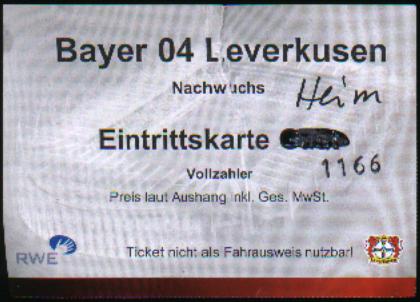 Bayer 04 Leverkusen
Nachwuchs
Heim
Eintrittskarte
1166
Vollzahler
Preis laut Aushang inkl. Ges. MwSt.
RWE
Ticket nicht als Fahrausweis nutzbar!